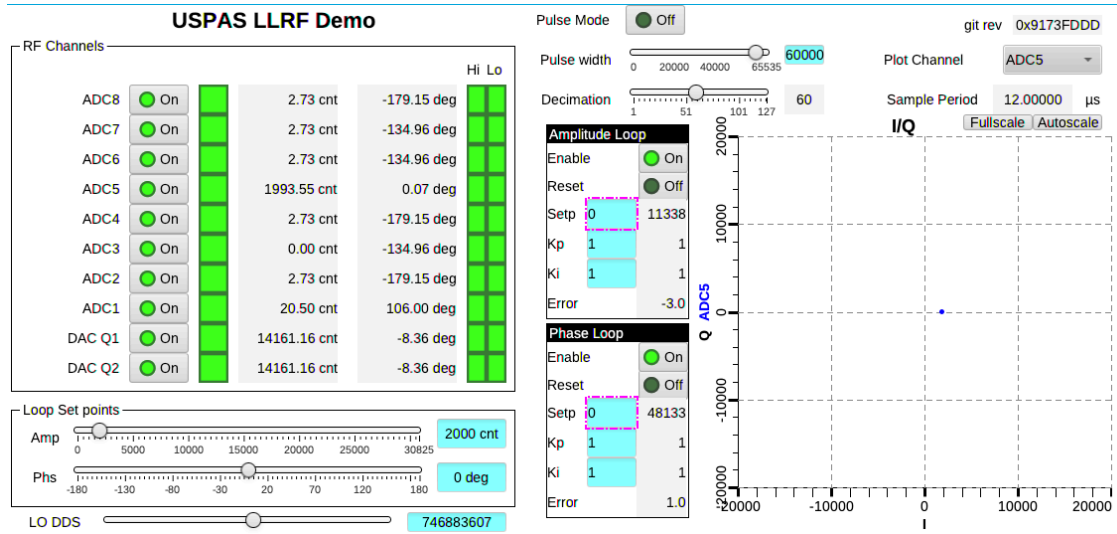 USPAS LLRF Demo
RF Channels
Hi Lo
ADC8 On 2.73 cnt -179.15 deg
ADC7 On 2.73 cnt -134.96 deg
ADC6 On 2.73 cnt -134.96 deg
ADC5 On 1993.55 cnt 0.07 deg
ADC4 On 2.73 cnt -179.15 deg
ADC3 On 0.00 cnt -134.96 deg
ADC2 On 2.73 cnt -179.15 deg
ADC1 On 20.50 cnt 106.00 deg
DAC Q1 On 14161.16 cnt -8.36 deg
DAC Q2 On 14161.16 cnt -8.36 deg
Loop Set points
Amp 2000 cnt
0 5000 10000 15000 20000 25000 30825
Phs 0 deg
-180 -130 -80 -30 20 70 120 180
LO DDS 746883607
Pulse Mode Off
Pulse width 60000
0 20000 40000 65535
Decimation 60
1 51 101 127
git rev 0x9173FDDD
Plot Channel ADC5
Sample Period 12.00000 µs
Amplitude Loop
Enable On
Reset Off
Setp 0 11338
Kp 1 1
Ki 1 1
Error -3.0
Phase Loop
Enable On
Reset Off
Setp 0 48133
Kp 1 1
Ki 1 1
Error 1.0
I/Q
Fullscale Autoscale
20000
10000
0
-10000
-20000
Q ADC5
-20000 -10000 0 10000 20000
I